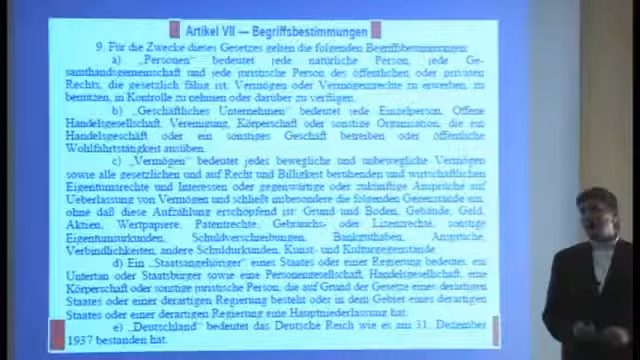 Artikel VII — Begriffsbestimmungen
9. Für die Zwecke dieses Gesetzes gelten die folgenden Begriffsbestimmungen:
a) „Personen" bedeutet jede natürliche Person, jede Ge-
samthandsgemeinschaft und jede juristische Person des öffentlichen oder privaten
Rechts, die gesetzlich fähig ist, Vermögen oder Vermögensrechte zu erwerben, zu
benutzen, in Kontrolle zu nehmen oder darüber zu verfügen.
b) „Geschäftliches Unternehmen" bedeutet jede Einzelperson, Offene
Handelsgesellschaft, Vereinigung, Körperschaft oder sonstige Organisation, die ein
Handelsgeschäft oder ein sonstiges Geschäft betreiben oder öffentliche
Wohlfahrtstätigkeit ausüben.
c) „Vermögen" bedeutet jedes bewegliche und unbewegliche Vermögen
sowie alle gesetzlichen und auf Recht und Billigkeit beruhenden und wirtschaftlichen
Eigentumsrechte und Interessen oder gegenwärtige oder zukünftige Ansprüche auf
Ueberlassung von Vermögen und schließt insbesondere die folgenden Gegenstände ein,
ohne daß diese Aufzählung erschöpfend ist: Grund und Boden, Gebäude, Geld,
Aktien, Wertpapiere, Patentrechte, Gebrauchs- oder Lizenzrechte, sonstige
Eigentumsurkunden, Schuldverschreibungen, Bankguthaben, Ansprüche,
Verbindlichkeiten, andere Schuldurkunden, Kunst- und Kulturgegenstände.
d) Ein „Staatsangehöriger" eines Staates oder einer Regierung bedeutet, ein
Untertan oder Staatsbürger sowie eine Personengesellschaft, Handelsgesellschaft, eine
Körperschaft oder sonstige juristische Person, die auf Grund der Gesetze eines derartigen
Staates oder einer derartigen Regierung besteht oder in dem Gebiet eines derartigen
Staates oder einer derartigen Regierung eine Hauptniederlassung hat.
e) „Deutschland" bedeutet das Deutsche Reich wie es am 31. Dezember
1937 bestanden hat.